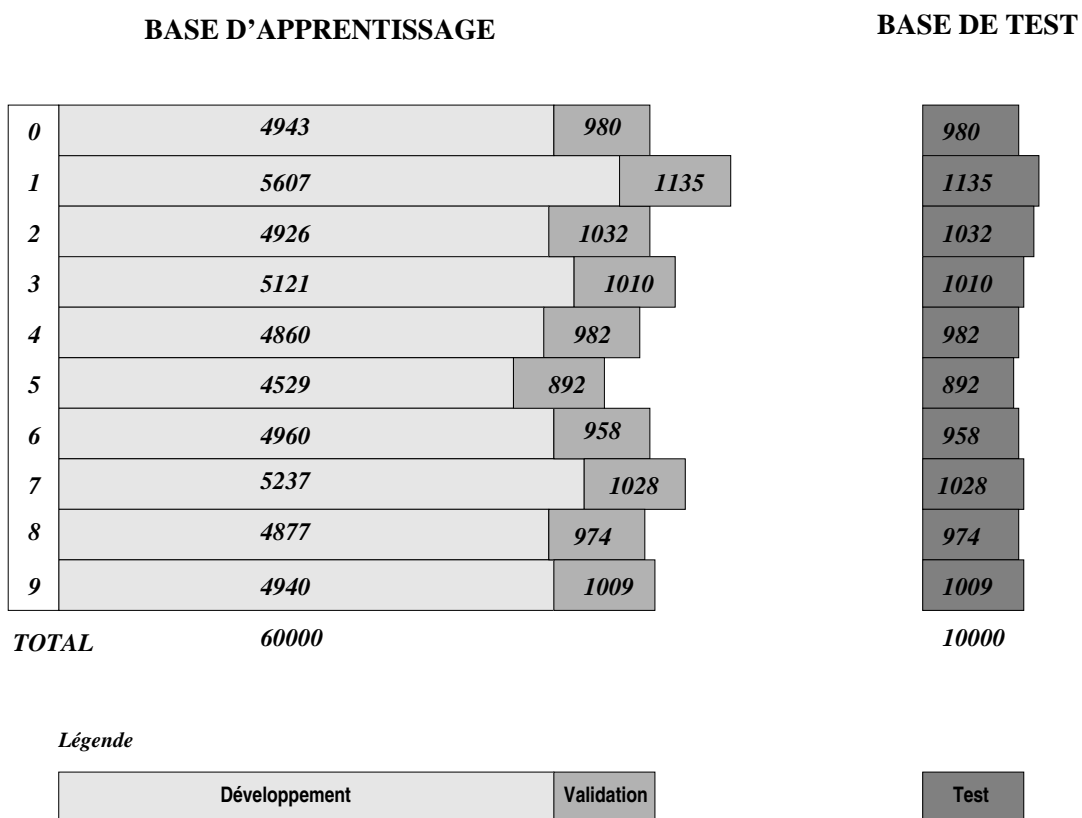 BASE D’APPRENTISSAGE BASE DE TEST
0 4943 980 980
1 5607 1135 1135
2 4926 1032 1032
3 5121 1010 1010
4 4860 982 982
5 4529 892 892
6 4960 958 958
7 5237 1028 1028
8 4877 974 974
9 4940 1009 1009
TOTAL 60000 10000
Légende
Développement Validation Test